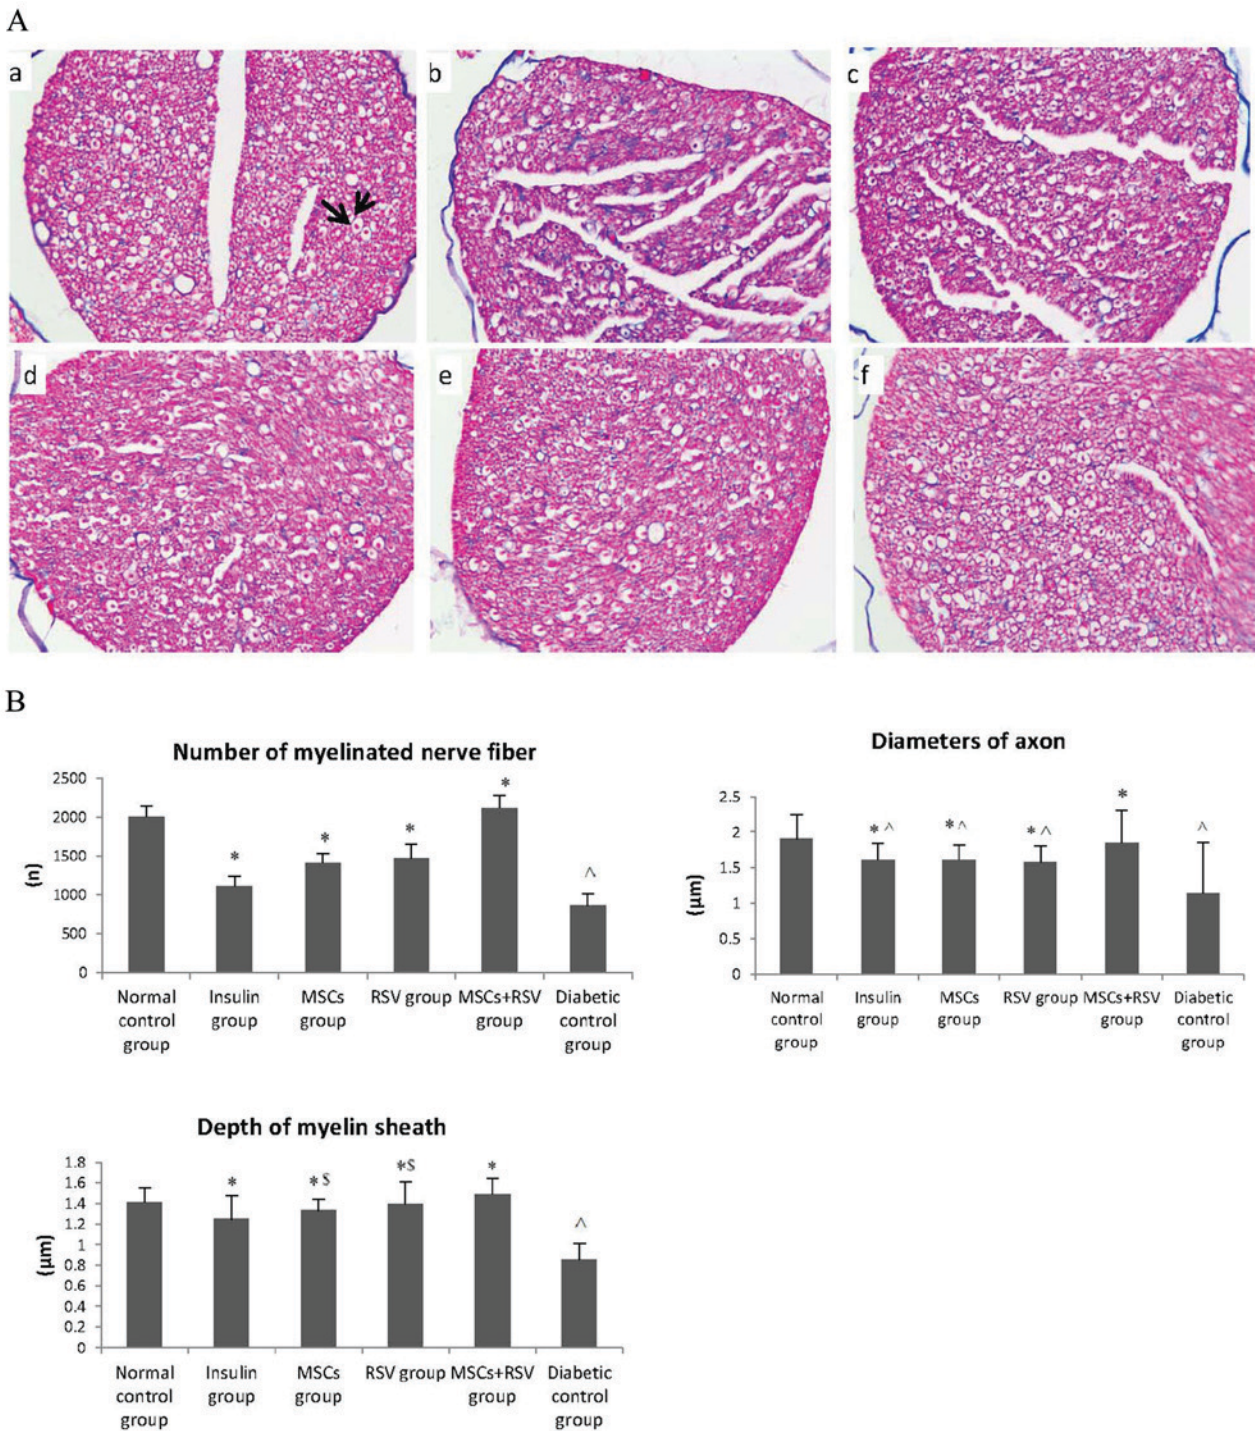 A
a
b
c
d
e
f
B
Number of myelinated nerve fiber
2500
2000
1500
1000
500
0
(n)
*
*
*
*
^
Normal control group
Insulin group
MSCs group
RSV group
MSCs+RSV group
Diabetic control group
Diameters of axon
2.5
2
1.5
1
0.5
0
(μm)
* ^
* ^
* ^
*
^
Normal control group
Insulin group
MSCs group
RSV group
MSCs+RSV group
Diabetic control group
Depth of myelin sheath
1.8
1.6
1.4
1.2
1
0.8
0.6
0.4
0.2
0
(μm)
*
* $
*$
*
^
Normal control group
Insulin group
MSCs group
RSV group
MSCs+RSV group
Diabetic control group